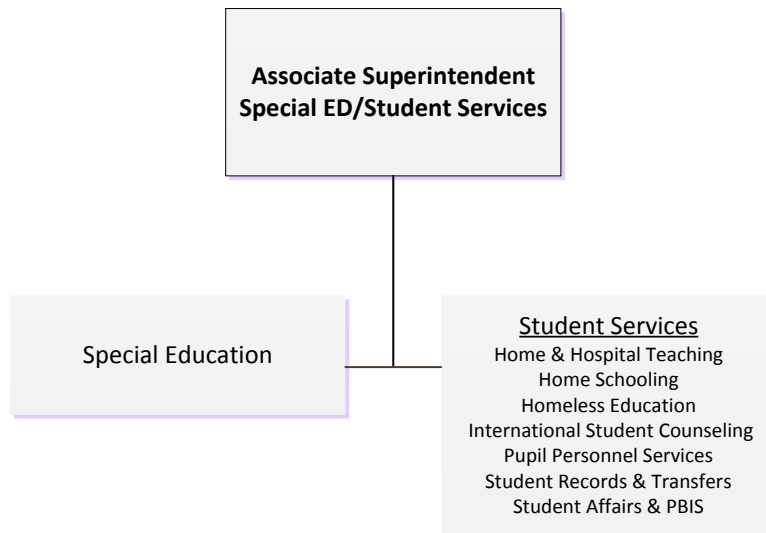 Associate Superintendent
Special ED/Student Services
Special Education
Student Services
Home & Hospital Teaching
Home Schooling
Homeless Education
International Student Counseling
Pupil Personnel Services
Student Records & Transfers
Student Affairs & PBIS